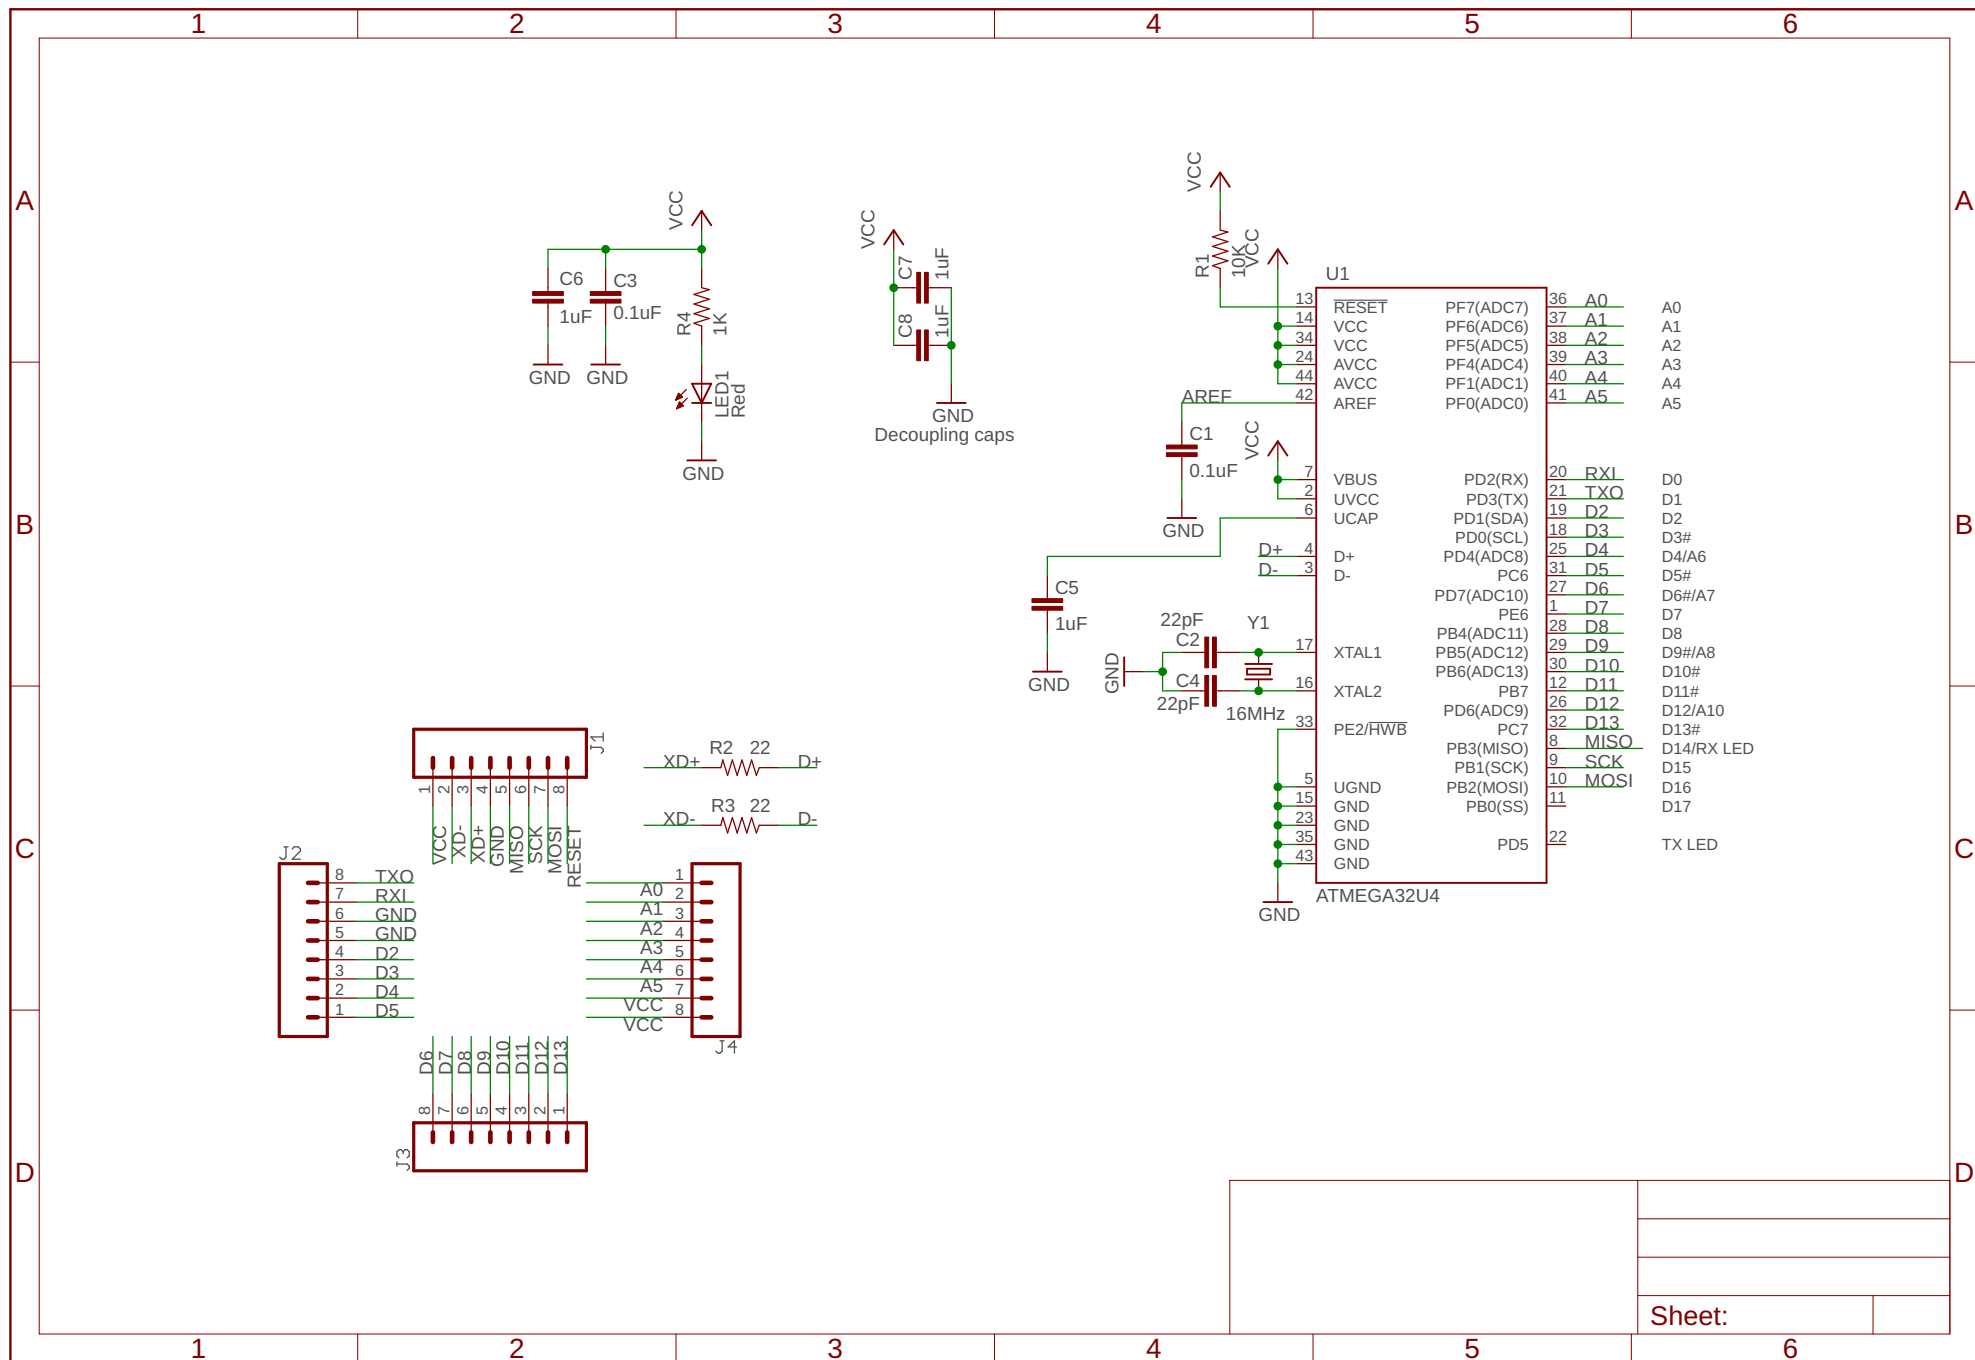 1 2 3 4 5 6
A A
B B
C C
D D
VCC
C6
1uF
C3
0.1uF
R4
1K
LED1
Red
GND
GND
GND
VCC
C7
1uF
C8
1uF
GND
Decoupling caps
VCC
R1
10K
VCC
AREF
C1
0.1uF
GND
VCC
C5
1uF
GND
D+
D-
22pF
C2
C4
22pF
GND
Y1
16MHz
GND
U1
13 RESET PF7(ADC7) 36 A0 A0
14 VCC PF6(ADC6) 37 A1 A1
34 VCC PF5(ADC5) 38 A2 A2
24 AVCC PF4(ADC4) 39 A3 A3
44 AVCC PF1(ADC1) 40 A4 A4
42 AREF PF0(ADC0) 41 A5 A5
7 VBUS PD2(RX) 20 RXI D0
2 UVCC PD3(TX) 21 TXO D1
6 UCAP PD1(SDA) 19 D2 D2
PD0(SCL) 18 D3 D3#
4 D+ PD4(ADC8) 25 D4 D4/A6
3 D- PC6 31 D5 D5#
PD7(ADC10) 27 D6 D6#/A7
PE6 1 D7 D7
PB4(ADC11) 28 D8 D8
17 XTAL1 PB5(ADC12) 29 D9 D9#/A8
PB6(ADC13) 30 D10 D10#
16 XTAL2 PB7 12 D11 D11#
PD6(ADC9) 26 D12 D12/A10
33 PE2/HWB PC7 32 D13 D13#
PB3(MISO) 8 MISO D14/RX LED
PB1(SCK) 9 SCK D15
5 UGND PB2(MOSI) 10 MOSI D16
15 GND PB0(SS) 11 D17
23 GND
35 GND PD5 22 TX LED
43 GND
ATMEGA32U4
J1
1 2 3 4 5 6 7 8
VCC XD- XD+ GND MISO SCK MOSI RESET
XD+ R2 22 D+
XD- R3 22 D-
J2
8 TXO
7 RXI
6 GND
5 GND
4 D2
3 D3
2 D4
1 D5
1
A0 2
A1 3
A2 4
A3 5
A4 6
A5 7
VCC 8
VCC
J4
D6 D7 D8 D9 D10 D11 D12 D13
8 7 6 5 4 3 2 1
J3
Sheet:
1 2 3 4 5 6